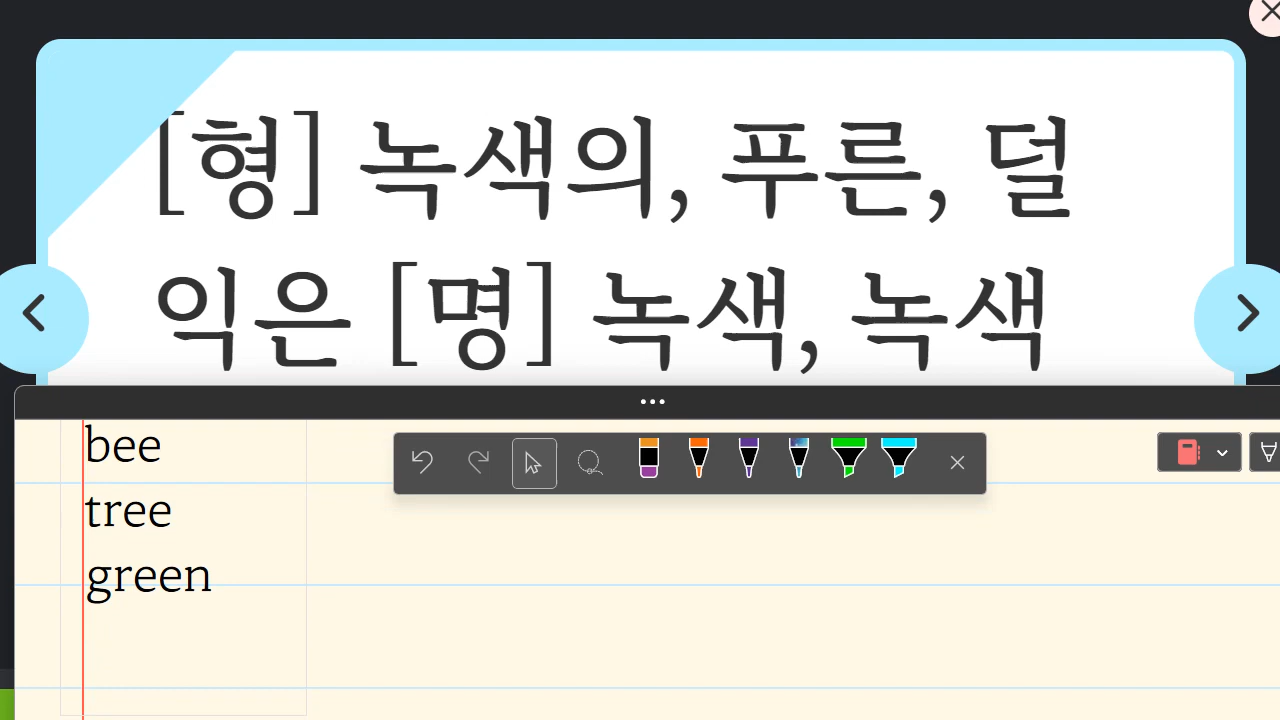 [형] 녹색의, 푸른, 덜
익은 [명] 녹색, 녹색
bee
tree
green